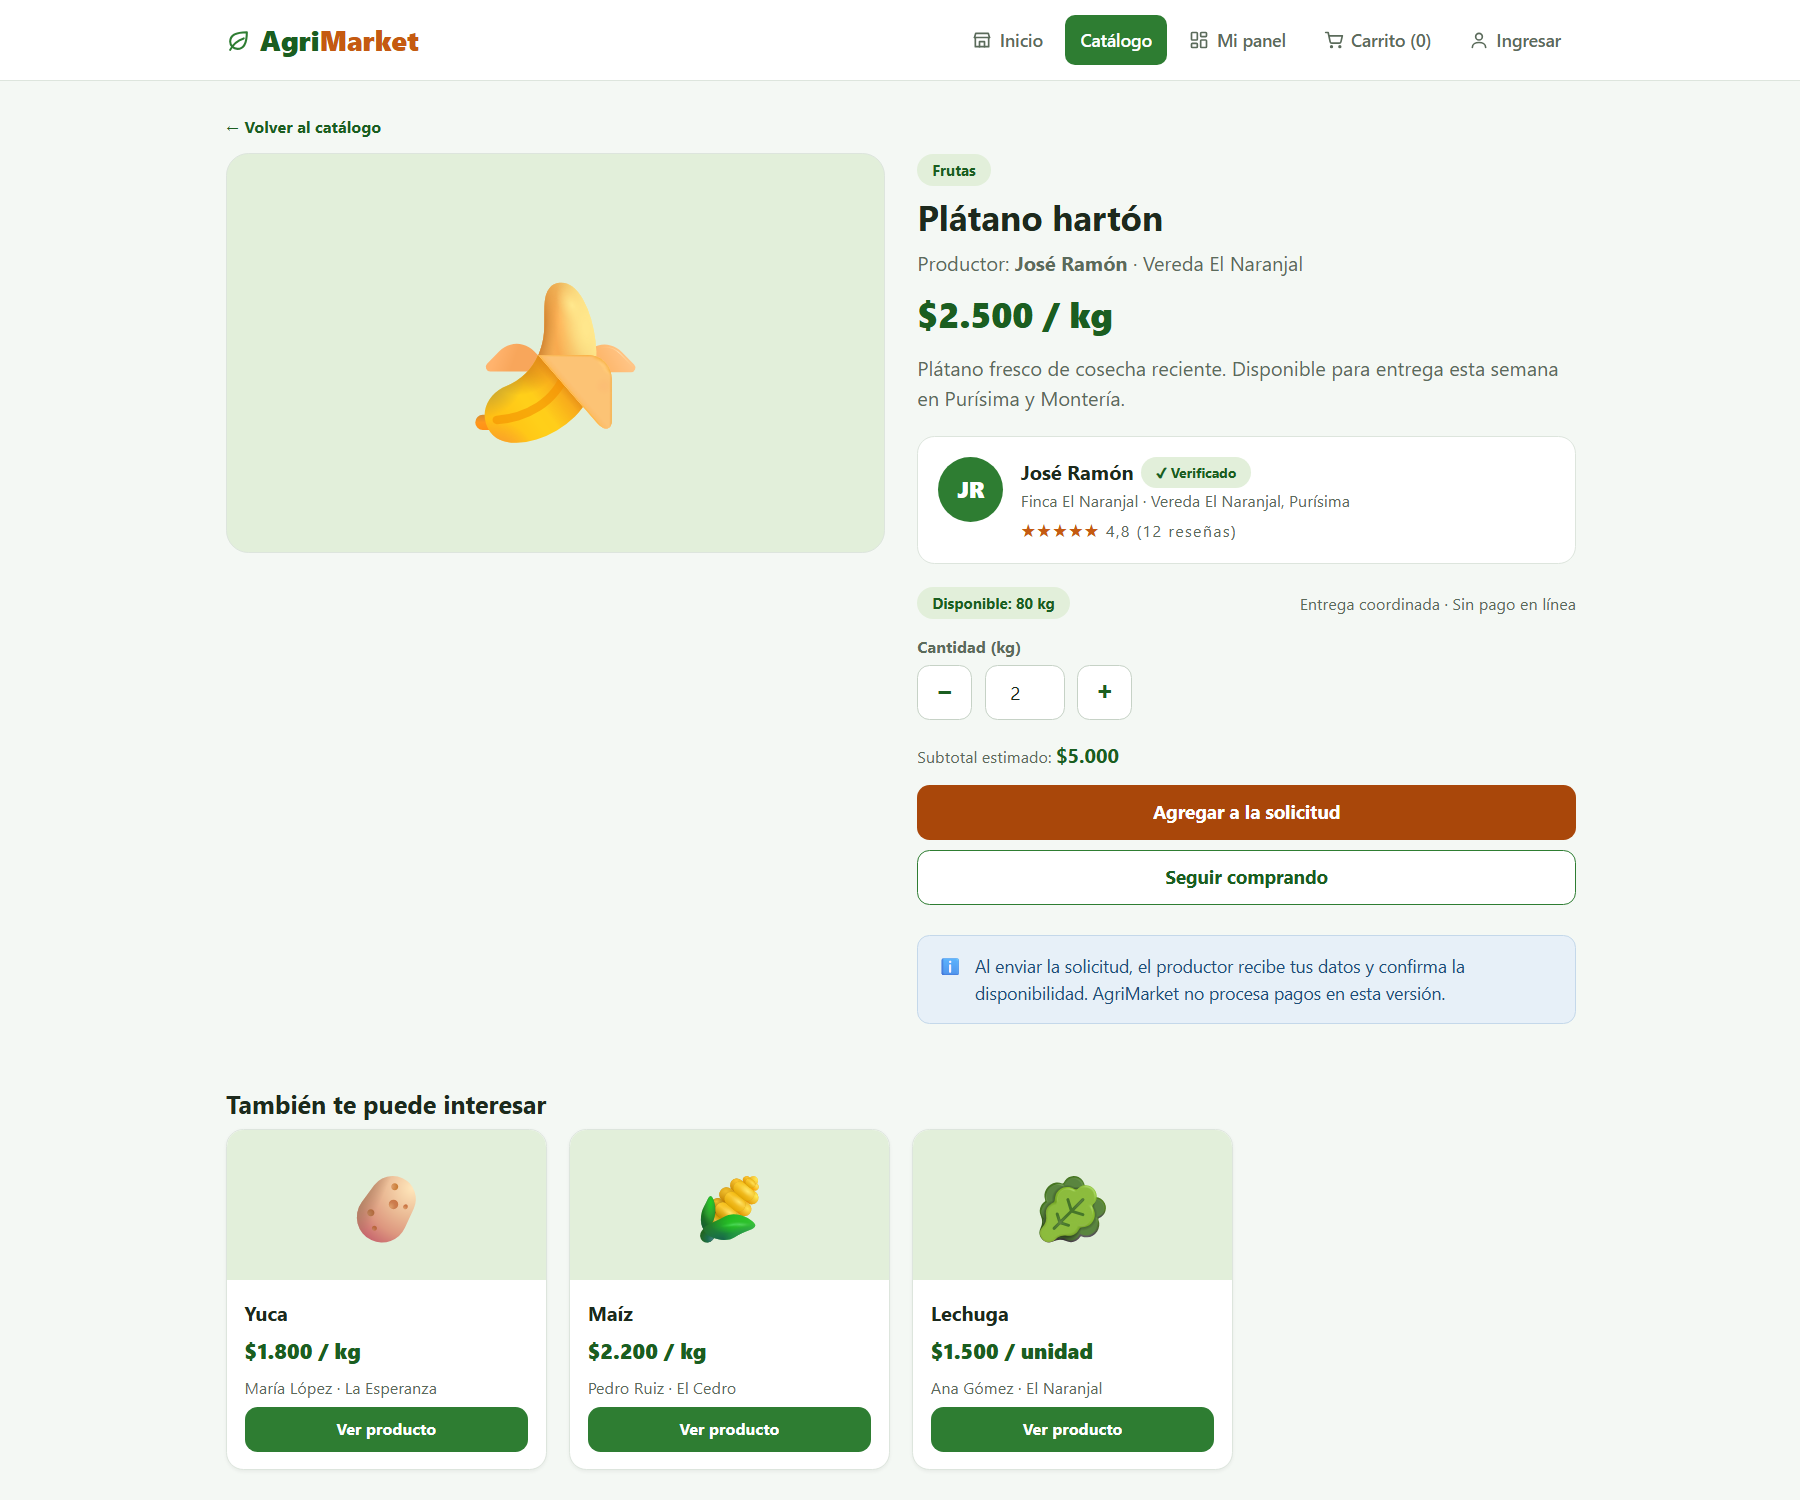 AgriMarket
Inicio
Catálogo
Mi panel
Carrito (0)
Ingresar
← Volver al catálogo
Frutas
Plátano hartón
Productor: José Ramón · Vereda El Naranjal
$2.500 / kg
Plátano fresco de cosecha reciente. Disponible para entrega esta semana
en Purísima y Montería.
JR
José Ramón
✓ Verificado
Finca El Naranjal · Vereda El Naranjal, Purísima
★★★★★ 4,8 (12 reseñas)
Disponible: 80 kg
Entrega coordinada · Sin pago en línea
Cantidad (kg)
−
2
+
Subtotal estimado: $5.000
Agregar a la solicitud
Seguir comprando
Al enviar la solicitud, el productor recibe tus datos y confirma la
disponibilidad. AgriMarket no procesa pagos en esta versión.
También te puede interesar
Yuca
$1.800 / kg
María López · La Esperanza
Ver producto
Maíz
$2.200 / kg
Pedro Ruiz · El Cedro
Ver producto
Lechuga
$1.500 / unidad
Ana Gómez · El Naranjal
Ver producto